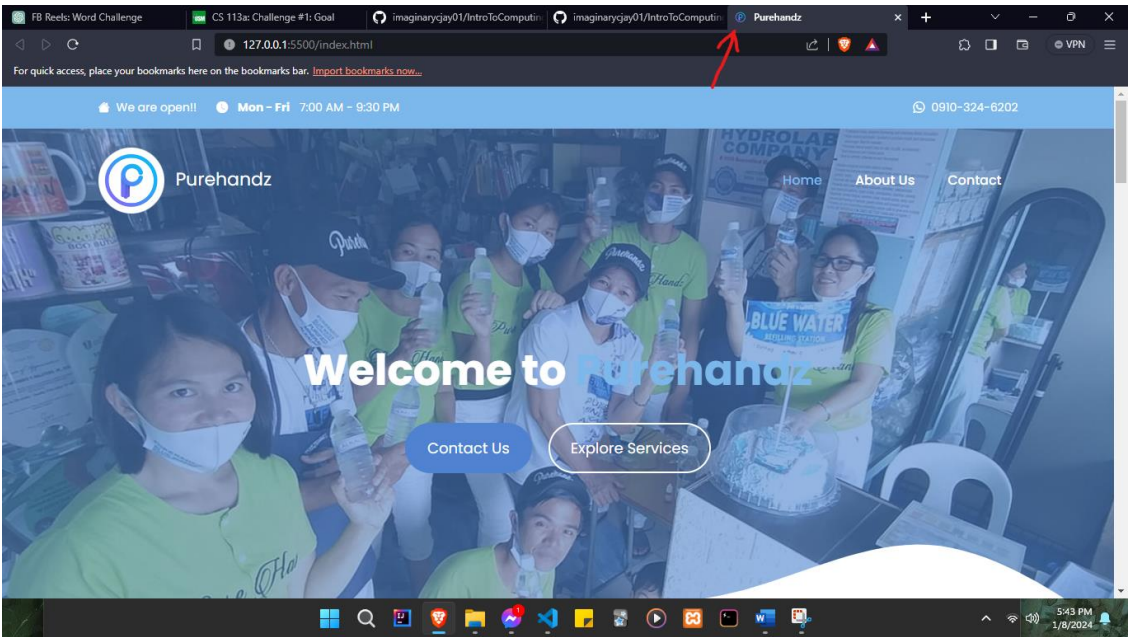 FB Reels: Word Challenge
CS 113a: Challenge #1: Goal
imaginarycjay01/IntroToComputin
imaginarycjay01/IntroToComputin
Purehandz
127.0.0.1:5500/index.html
VPN
For quick access, place your bookmarks here on the bookmarks bar. Import bookmarks now...
We are open!! Mon - Fri 7:00 AM - 9:30 PM
0910-324-6202
HYDROLAB
COMPANY
Purehandz
Home About Us Contact
BLUE WATER
REFILLING STATION
Welcome to Purehandz
Contact Us
Explore Services
5:43 PM
1/8/2024